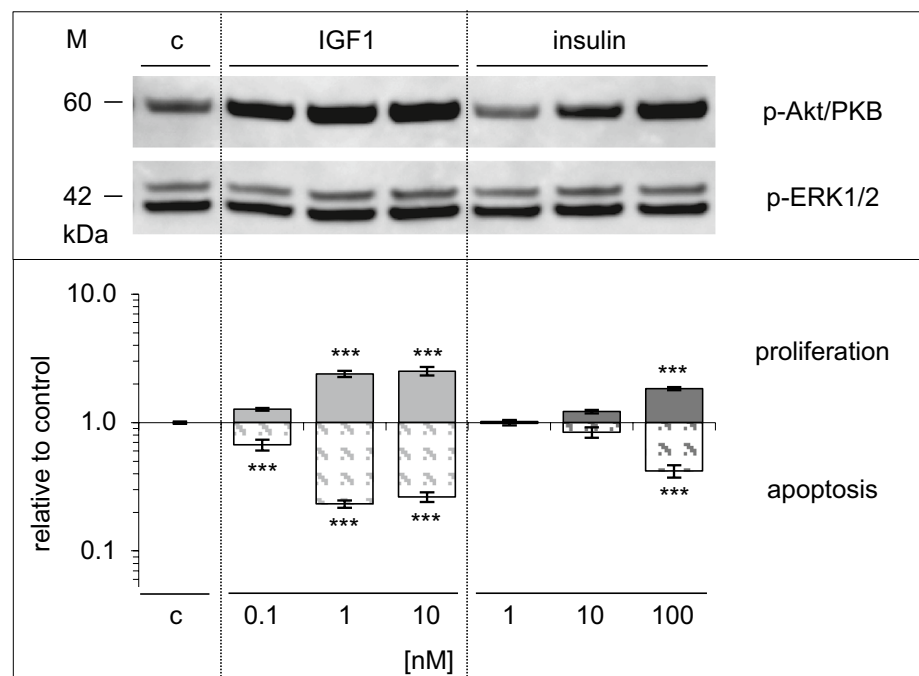 M c IGF1 insulin
60 p-Akt/PKB
42 p-ERK1/2
kDa
10.0
proliferation
*** *** ***
1.0
relative to control
*** *** *** ***
apoptosis
0.1
c 0.1 1 10 1 10 100
[nM]